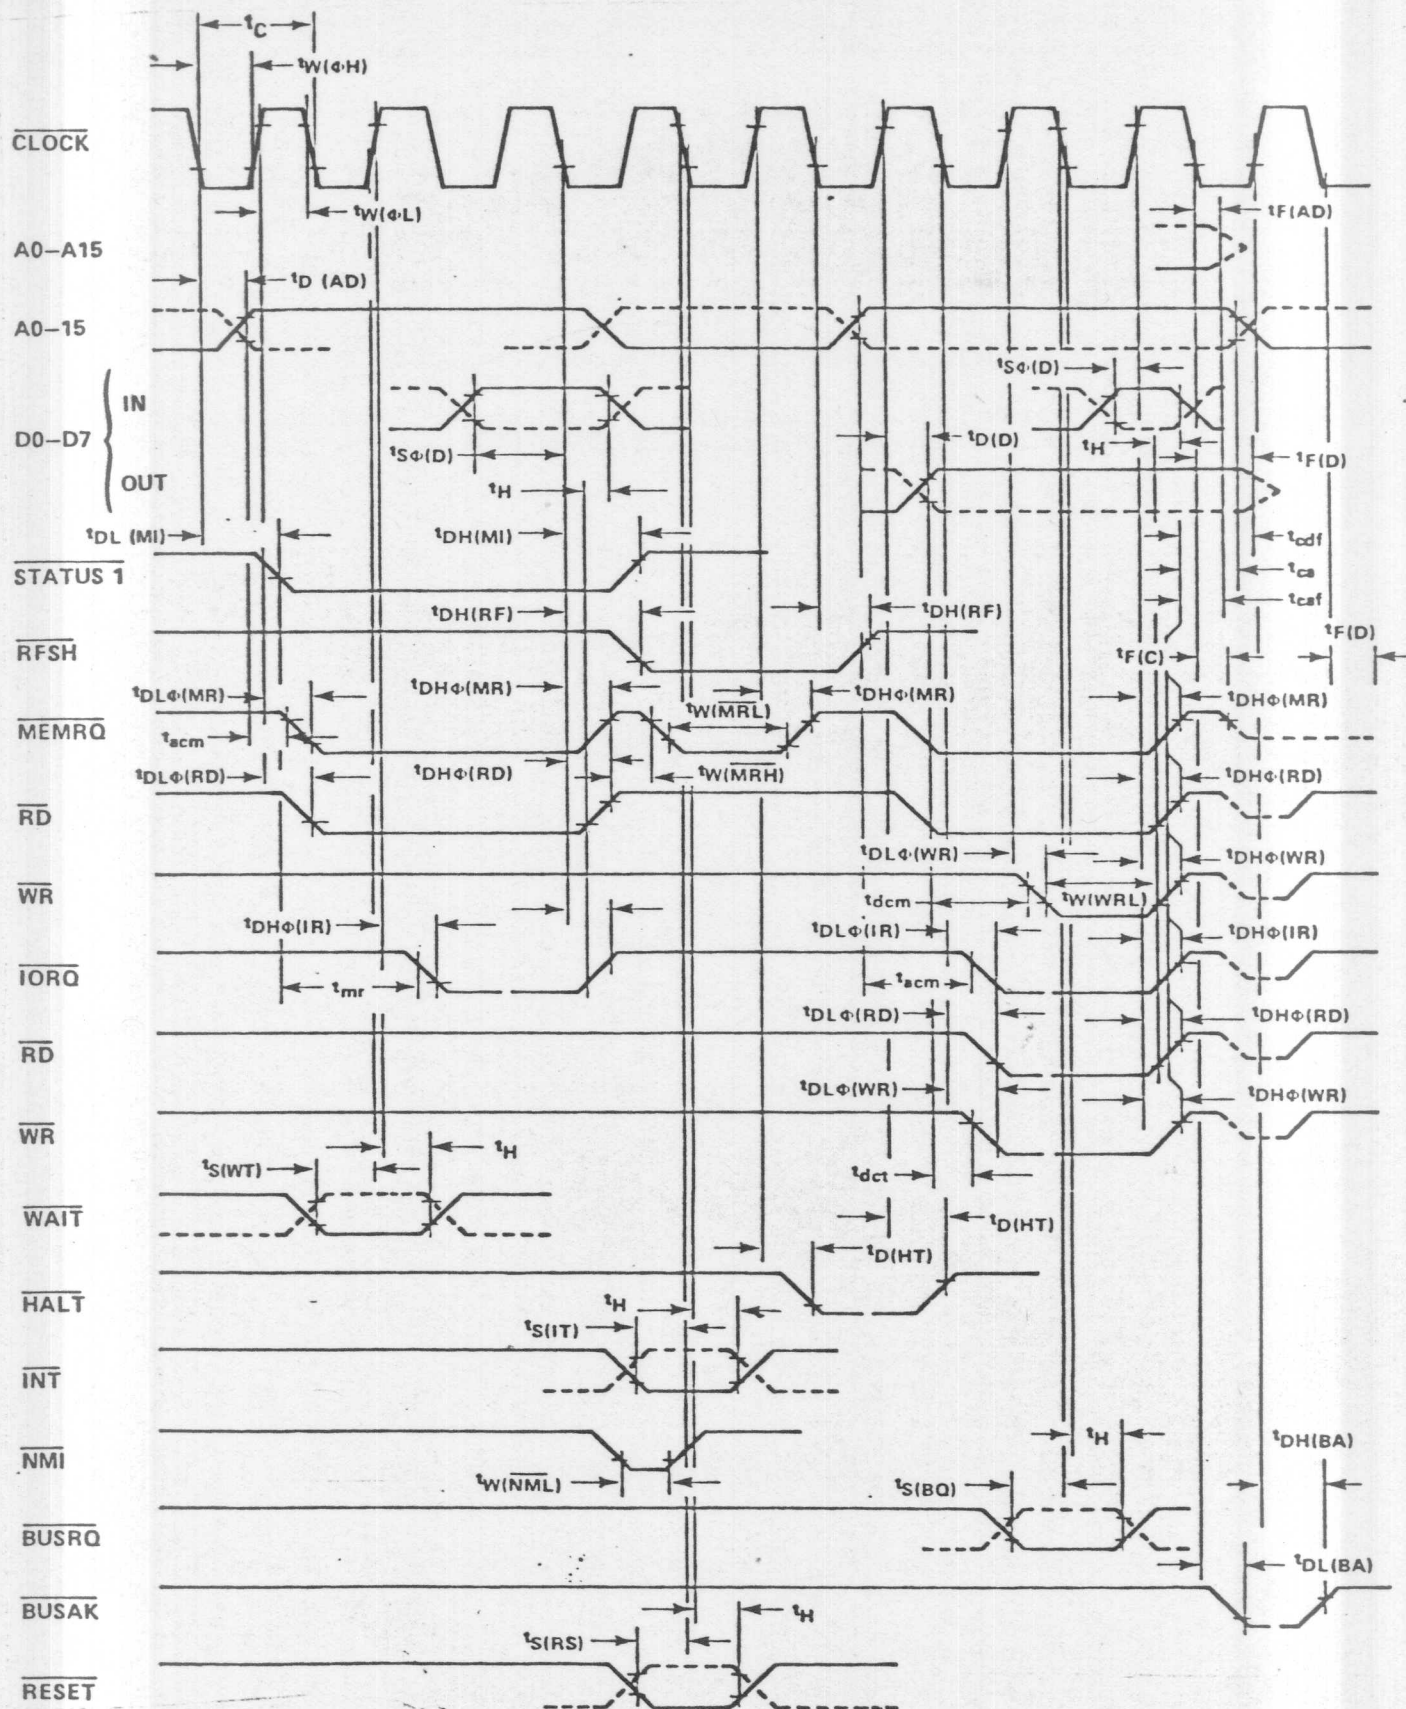 tC
tW(ΦH)
CLOCK
tW(ΦL)
tF(AD)
A0–A15
tD (AD)
A0–15
tSΦ(D)
IN
D0–D7
tD(D)
tH
tSΦ(D)
tF(D)
OUT
tH
tDL (MI)
tDH(MI)
tcdf
STATUS 1
tca
tcaf
tDH(RF)
tDH(RF)
tF(D)
RFSH
tF(C)
tDLΦ(MR)
tDHΦ(MR)
tDHΦ(MR)
tDHΦ(MR)
tW(MRL)
MEMRQ
tacm
tDLΦ(RD)
tDHΦ(RD)
tW(MRH)
tDHΦ(RD)
RD
tDLΦ(WR)
tDHΦ(WR)
WR
tdcm
tW(WRL)
tDHΦ(IR)
tDLΦ(IR)
tDHΦ(IR)
IORQ
tmr
tacm
tDLΦ(RD)
tDHΦ(RD)
RD
tDLΦ(WR)
tDHΦ(WR)
WR
tH
tS(WT)
tdct
WAIT
tD(HT)
tD(HT)
HALT
tH
tS(IT)
INT
NMI
tH
tDH(BA)
tW(NML)
tS(BQ)
BUSRQ
tDL(BA)
BUSAK
tH
tS(RS)
RESET